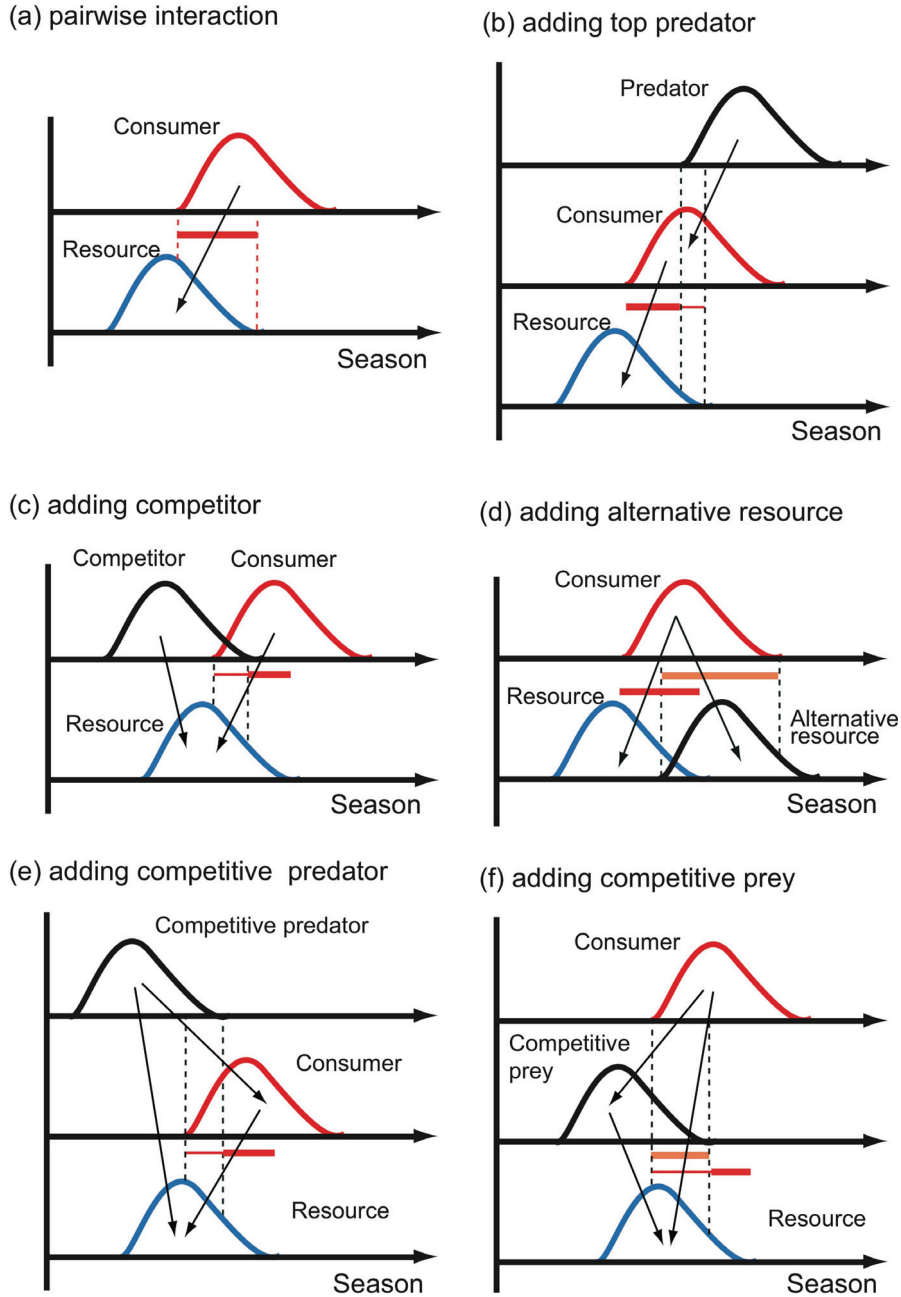 (a) pairwise interaction
Consumer
Resource
Season
(b) adding top predator
Predator
Consumer
Resource
Season
(c) adding competitor
Competitor
Consumer
Resource
Season
(d) adding alternative resource
Consumer
Resource
Alternative
resource
Season
(e) adding competitive predator
Competitive predator
Consumer
Resource
Season
(f) adding competitive prey
Consumer
Competitive
prey
Resource
Season